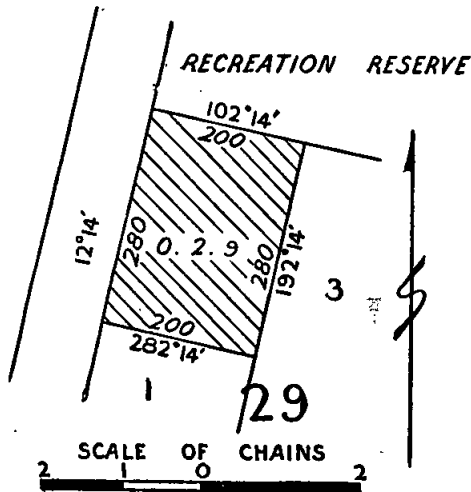 RECREATION RESERVE
102°14'
200
12°14'
280
0. 2. 9
280
192°14'
3
200
282°14'
1
29
SCALE OF CHAINS
2 1 0 2